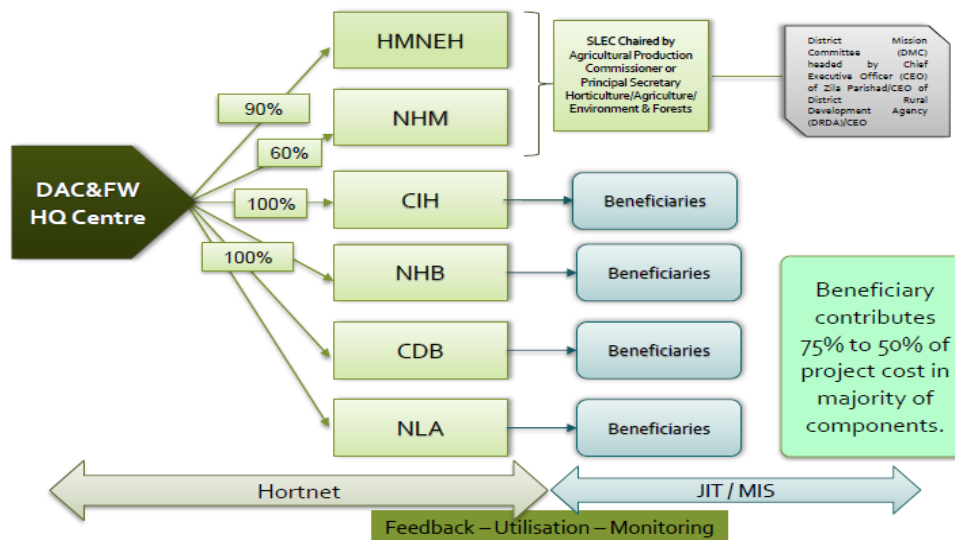 HMNEH
SLEC Chaired by
Agricultural Production
Commissioner or
Principal Secretary
Horticulture/Agriculture/
Environment & Forests
District Mission
Committee (DMC)
headed by Chief
Executive Officer (CEO)
of Zila Parishad/CEO of
District Rural
Development Agency
(DRDA)/CEO
90%
NHM
60%
DAC&FW
HQ Centre
100%
CIH
Beneficiaries
100%
NHB
Beneficiaries
CDB
Beneficiaries
NLA
Beneficiaries
Beneficiary
contributes
75% to 50% of
project cost in
majority of
components.
Hortnet
JIT / MIS
Feedback – Utilisation – Monitoring